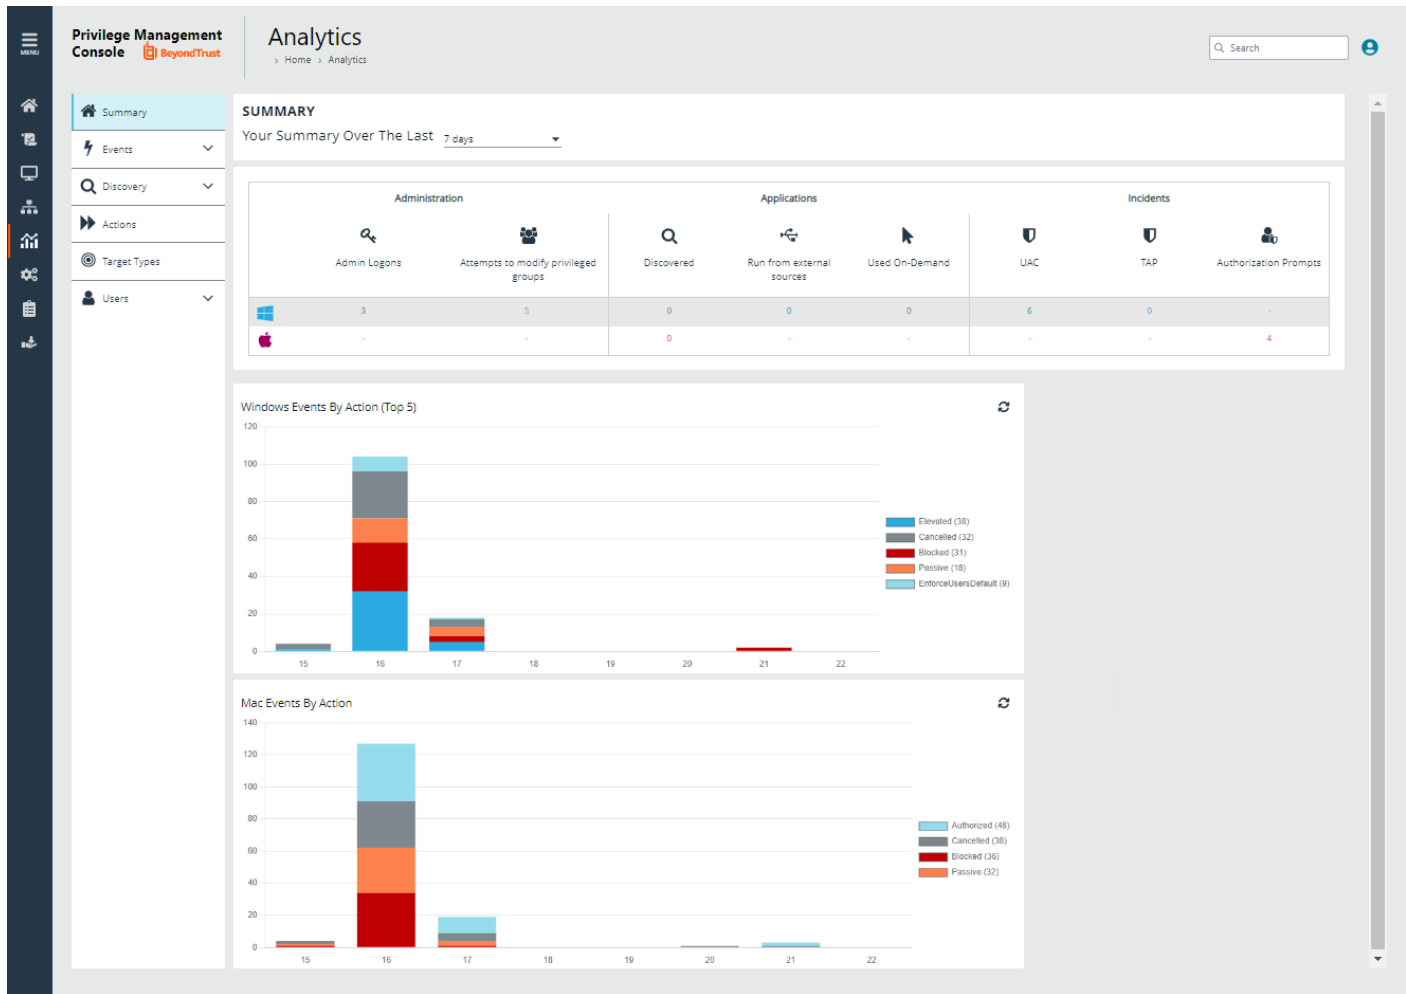 MENU
Privilege Management
Console BeyondTrust
Analytics
› Home › Analytics
Search
Summary
Events
Discovery
Actions
Target Types
Users
SUMMARY
Your Summary Over The Last 7 days
Administration Applications Incidents
Admin Logons
Attempts to modify privileged
groups
Discovered
Run from external
sources
Used On-Demand
UAC
TAP
Authorization Prompts
3 5 0 0 0 6 0 -
- - 0 - - - - 4
Windows Events By Action (Top 5)
120
100
80
60
40
20
0
15 16 17 18 19 20 21 22
Elevated (38)
Cancelled (32)
Blocked (31)
Passive (18)
EnforceUsersDefault (9)
Mac Events By Action
140
120
100
80
60
40
20
0
15 16 17 18 19 20 21 22
Authorized (48)
Cancelled (38)
Blocked (36)
Passive (32)